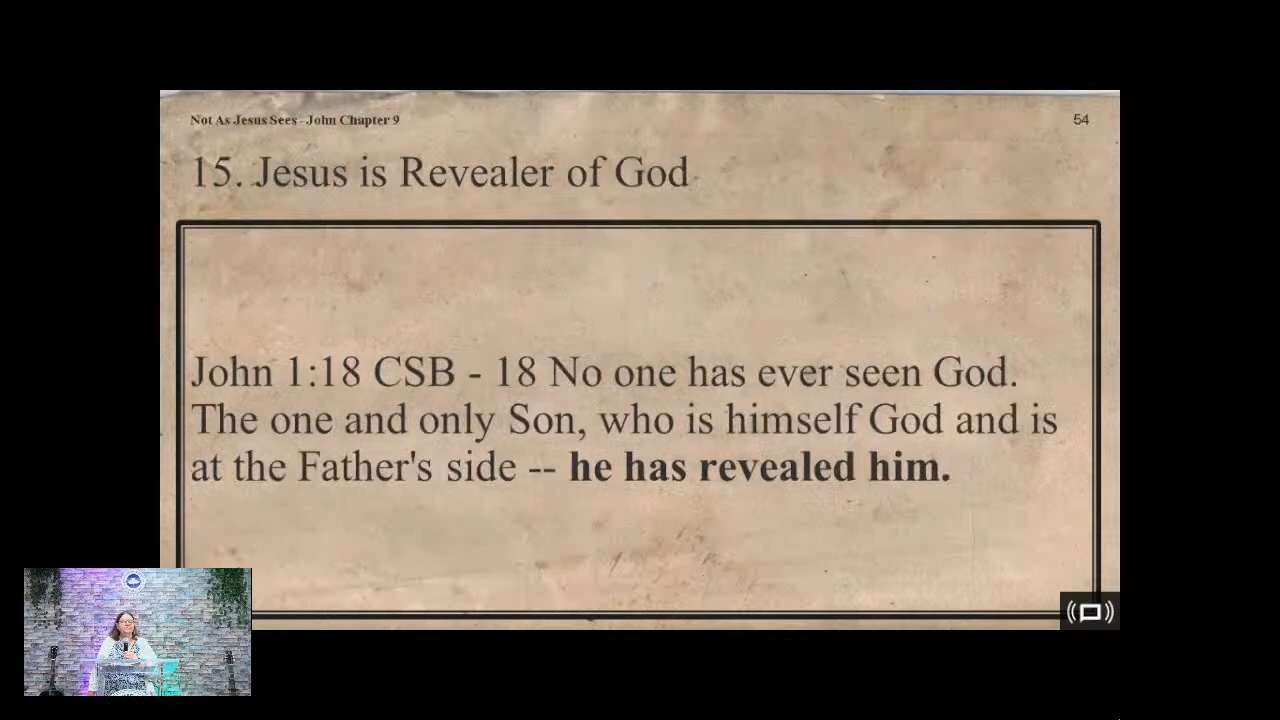 Not As Jesus Sees - John Chapter 9
54
15. Jesus is Revealer of God
John 1:18 CSB - 18 No one has ever seen God.
The one and only Son, who is himself God and is
at the Father's side -- he has revealed him.